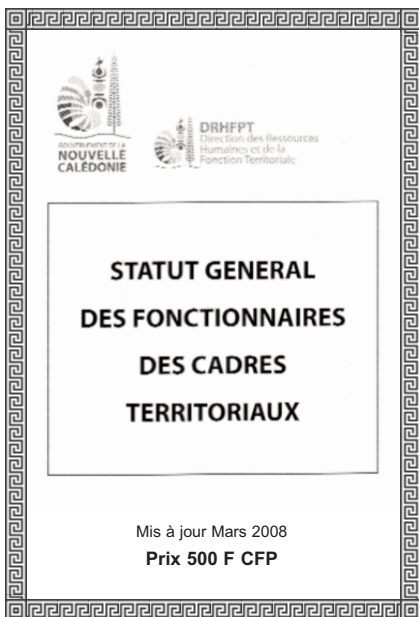 GOUVERNEMENT DE LA
NOUVELLE
CALÉDONIE
DRHFPT
Direction des Ressources
Humaines et de la
Fonction Territoriale
STATUT GENERAL
DES FONCTIONNAIRES
DES CADRES
TERRITORIAUX
Mis à jour Mars 2008
Prix 500 F CFP